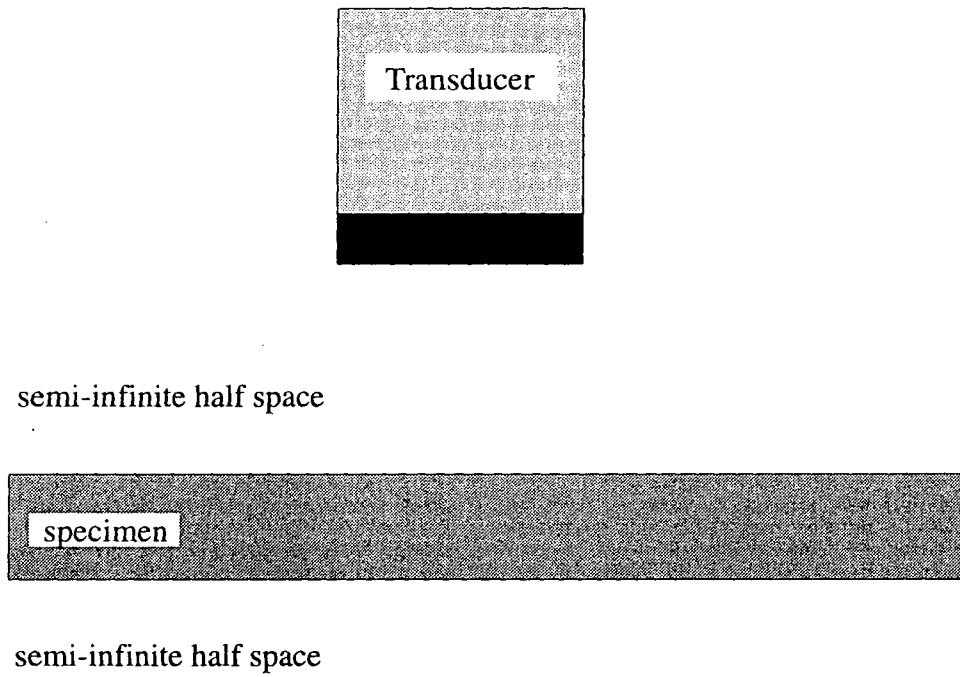 Transducer
semi-infinite half space
specimen
semi-infinite half space